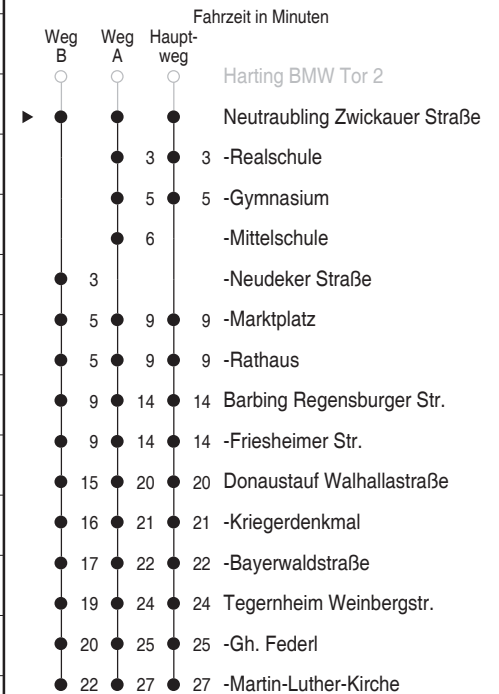 Fahrzeit in Minuten
Weg B Weg A Haupt-weg
Harting BMW Tor 2
Neutraubling Zwickauer Straße
3 3 -Realschule
5 5 -Gymnasium
6 -Mittelschule
3 -Neudeker Straße
5 9 9 -Marktplatz
5 9 9 -Rathaus
9 14 14 Barbing Regensburger Str.
9 14 14 -Friesheimer Str.
15 20 20 Donaustauf Walhallastraße
16 21 21 -Kriegerdenkmal
17 22 22 -Bayerwaldstraße
19 24 24 Tegernheim Weinbergstr.
20 25 25 -Gh. Federl
22 27 27 -Martin-Luther-Kirche